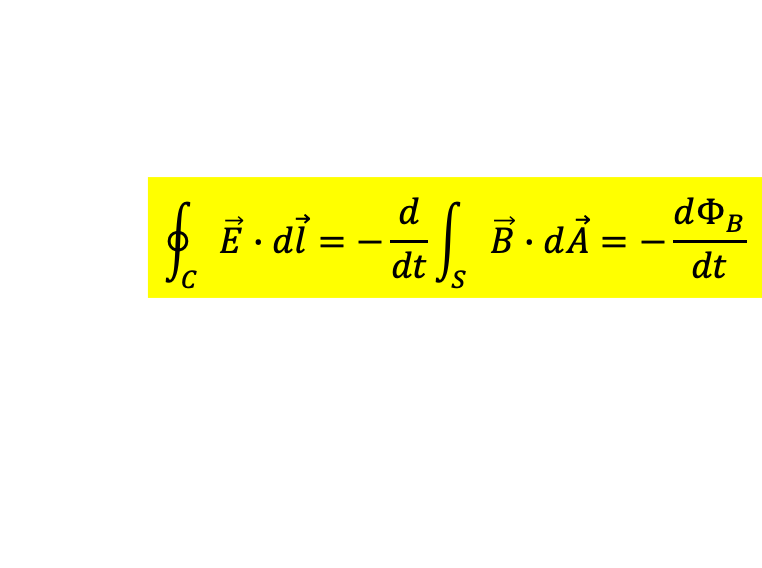 ∮_C E⃗ · dl⃗ = − d/dt ∫_S B⃗ · dA⃗ = − dΦ_B/dt